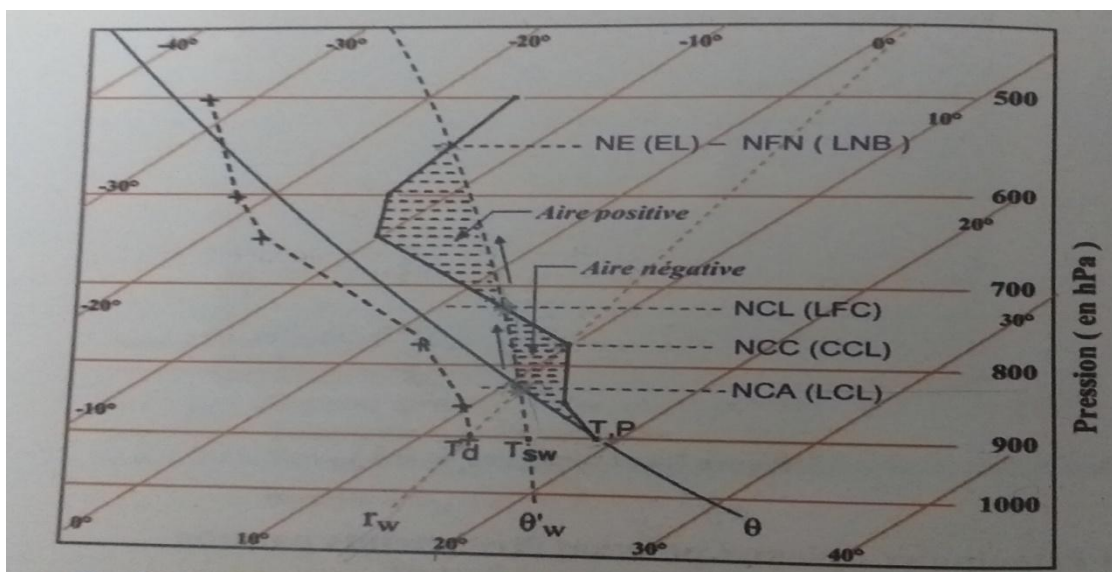 -40° -30° -20° -10° 0°
500
10°
NE (EL) – NFN ( LNB )
-30° 600
Aire positive 20°
Aire négative
700
-20° NCL (LFC) 30°
NCC (CCL)
800
NCA (LCL)
-10°
T,P
Td Tsw 900
1000
rw θ'w θ
0° 10° 20° 30° 40°
Pression ( en hPa )